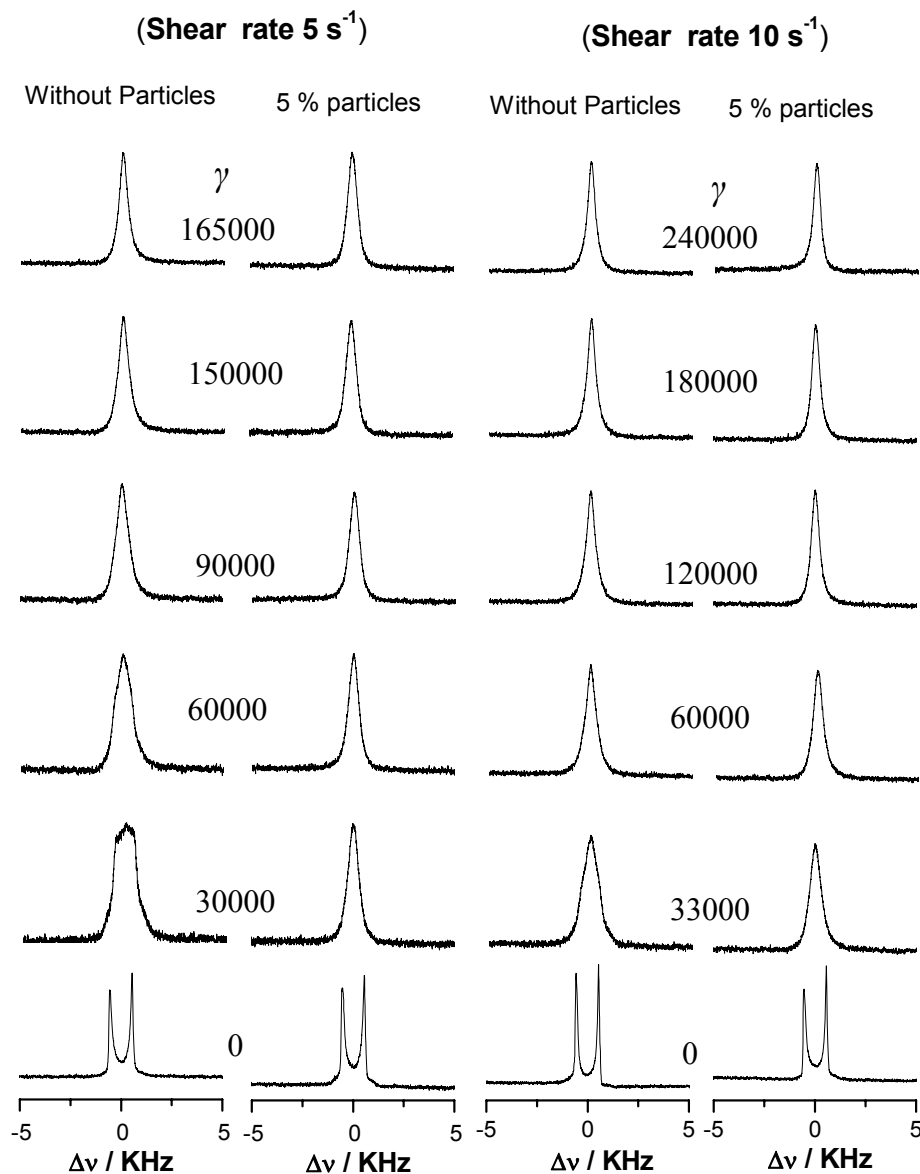 (Shear rate 5 s⁻¹) (Shear rate 10 s⁻¹)
Without Particles 5 % particles Without Particles 5 % particles
γ γ
165000 240000
150000 180000
90000 120000
60000 60000
30000 33000
0 0
-5 0 5 -5 0 5 -5 0 5 -5 0 5
Δν / KHz Δν / KHz Δν / KHz Δν / KHz